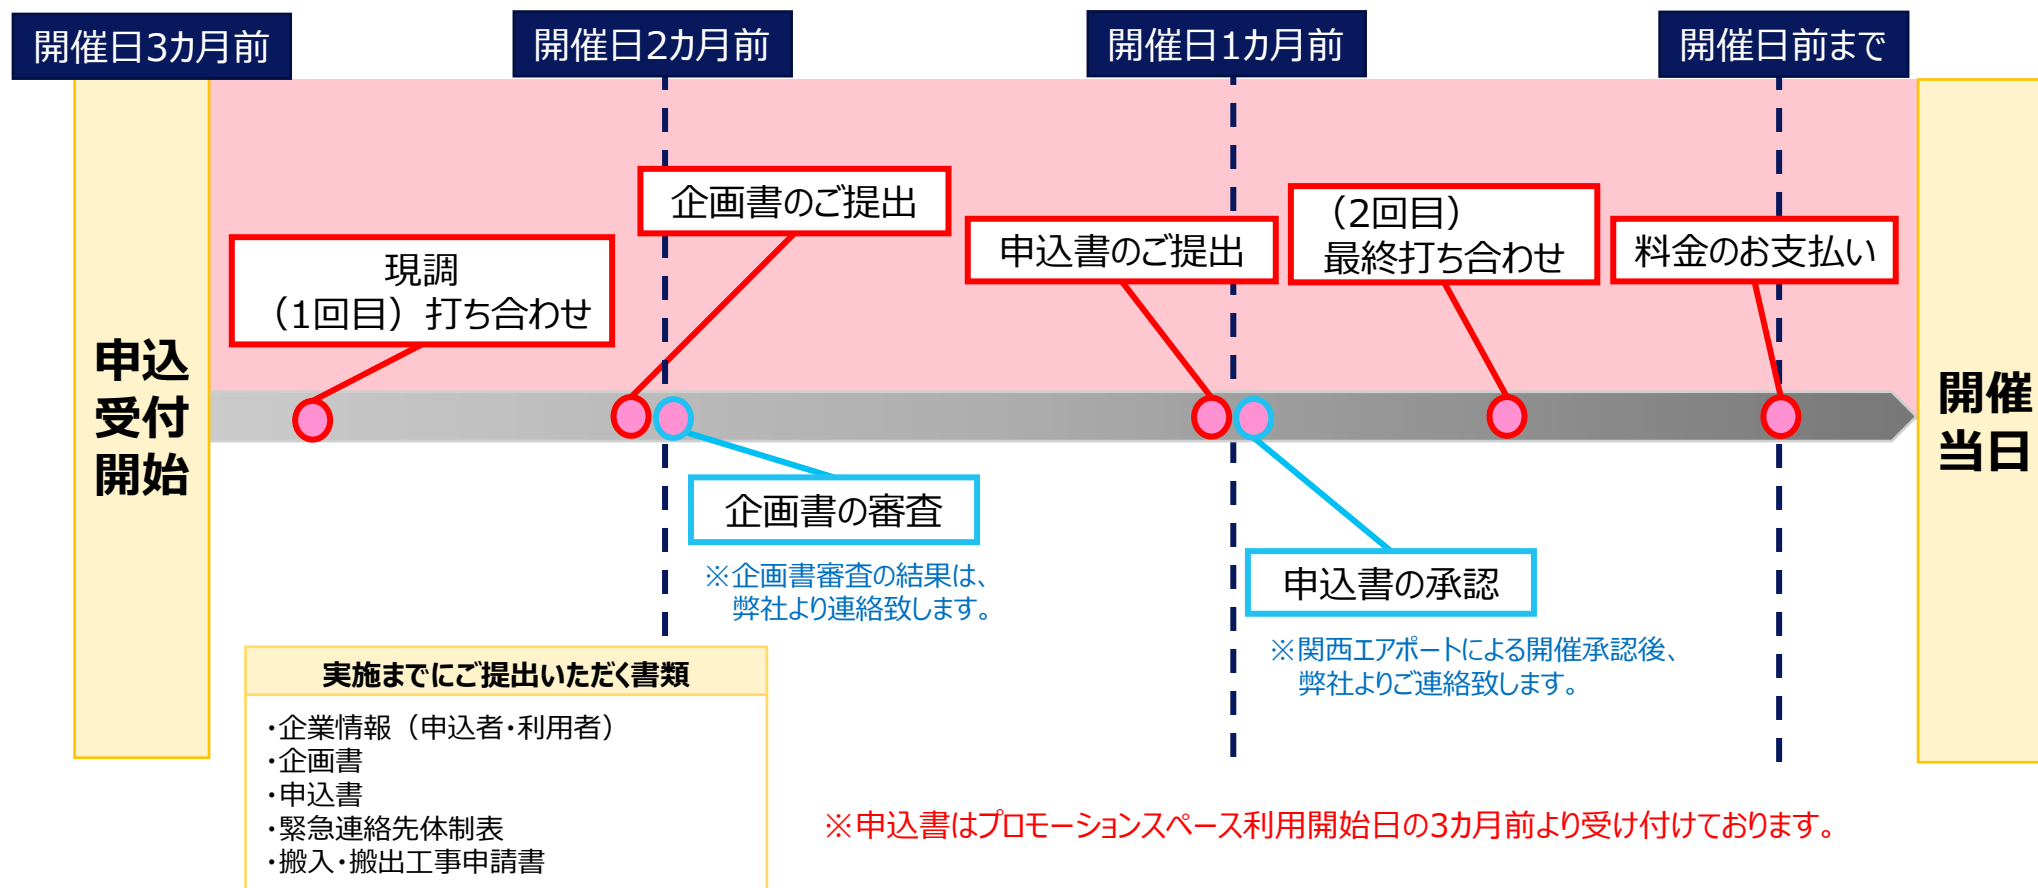 開催日3カ月前
開催日2カ月前
開催日1カ月前
開催日前まで
申込
受付
開始
現調
（1回目）打ち合わせ
企画書のご提出
申込書のご提出
（2回目）
最終打ち合わせ
料金のお支払い
開催
当日
企画書の審査
※企画書審査の結果は、
弊社より連絡致します。
申込書の承認
※関西エアポートによる開催承認後、
弊社よりご連絡致します。
実施までにご提出いただく書類
・企業情報（申込者・利用者）
・企画書
・申込書
・緊急連絡先体制表
・搬入・搬出工事申請書
※申込書はプロモーションスペース利用開始日の3カ月前より受け付けております。